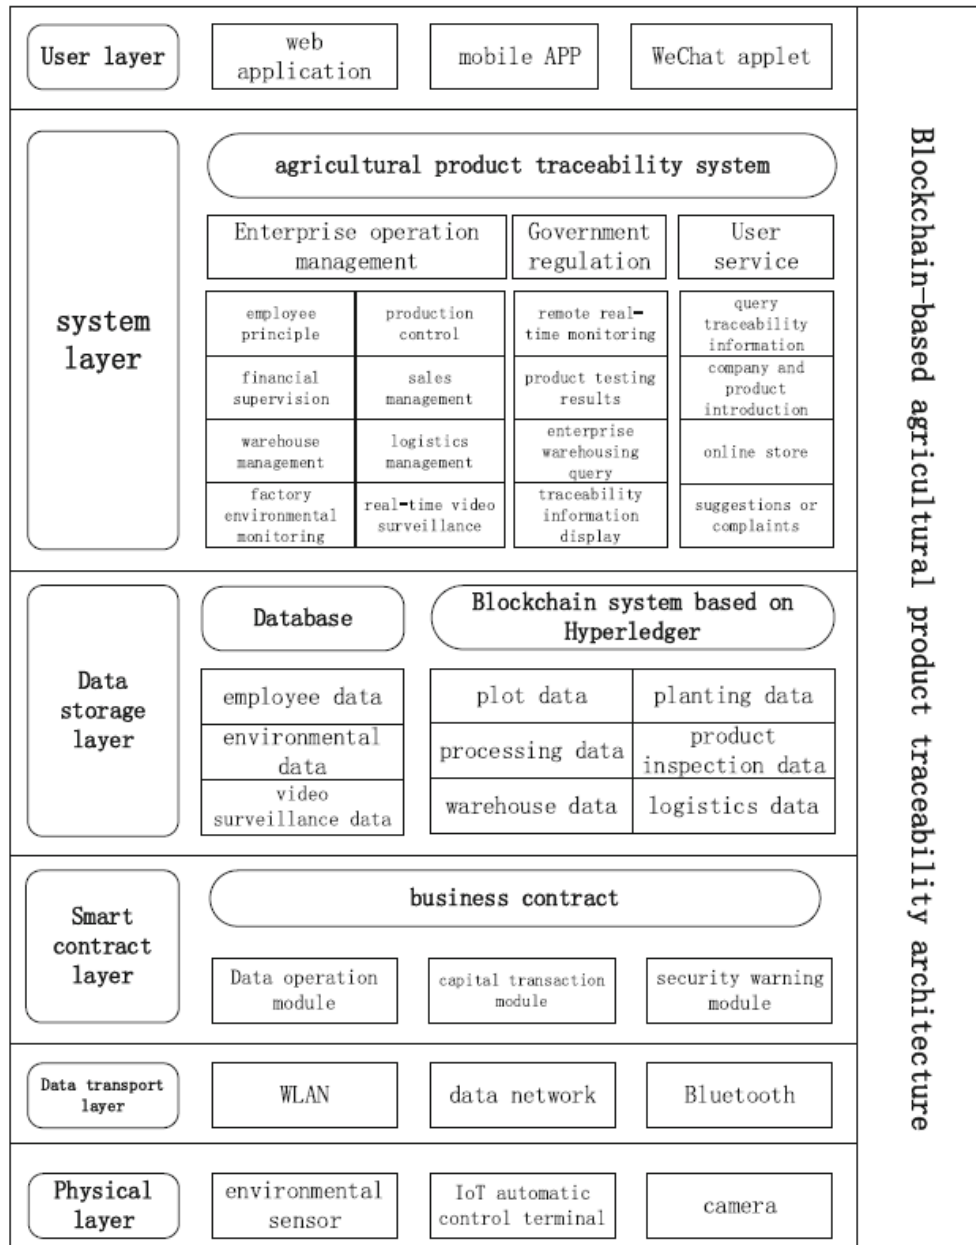 User layer
web
application
mobile APP
WeChat applet
system
layer
agricultural product traceability system
Enterprise operation
management
Government
regulation
User
service
employee
principle
production
control
remote real-
time monitoring
query
traceability
information
financial
supervision
sales
management
product testing
results
company and
product
introduction
warehouse
management
logistics
management
enterprise
warehousing
query
online store
factory
environmental
monitoring
real-time video
surveillance
traceability
information
display
suggestions or
complaints
Data
storage
layer
Database
Blockchain system based on
Hyperledger
employee data
plot data
planting data
environmental
data
processing data
product
inspection data
video
surveillance data
warehouse data
logistics data
Smart
contract
layer
business contract
Data operation
module
capital transaction
module
security warning
module
Data transport
layer
WLAN
data network
Bluetooth
Physical
layer
environmental
sensor
IoT automatic
control terminal
camera
Blockchain-based agricultural product traceability architecture